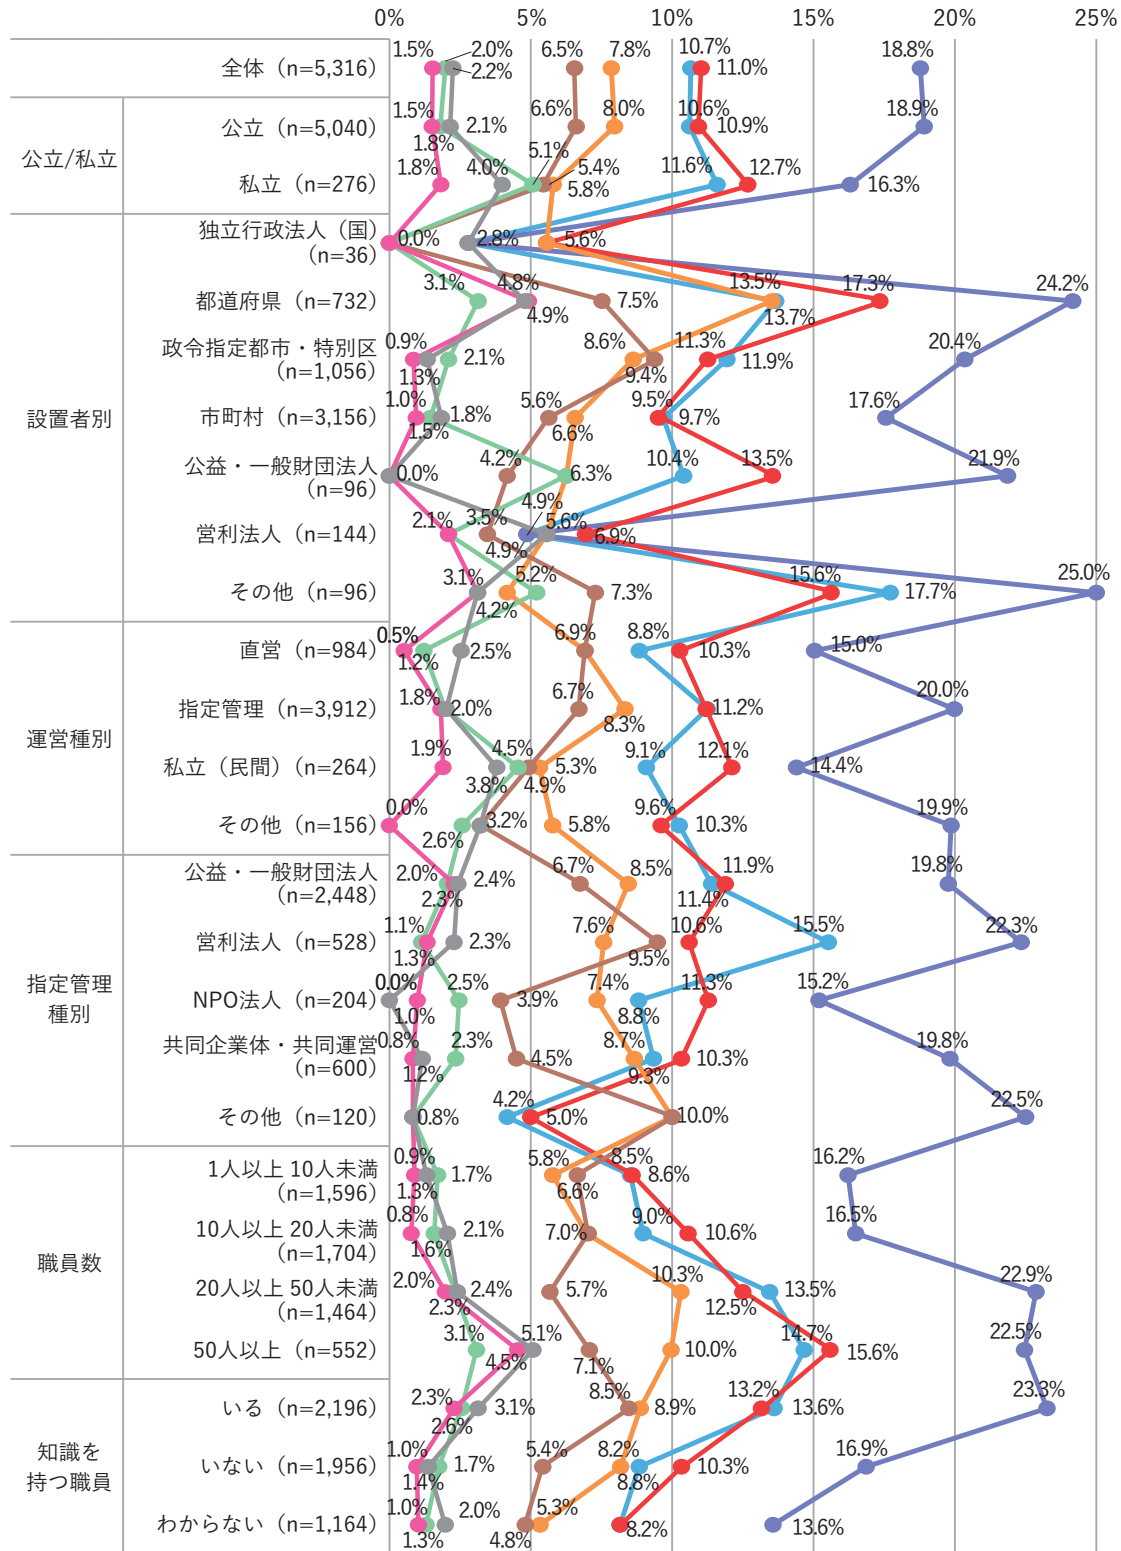 0% 5% 10% 15% 20% 25%
全体（n=5,316）
1.5% 2.0% 2.2% 6.5% 7.8% 10.7% 11.0% 18.8%
公立/私立
公立（n=5,040）
1.5% 1.8% 2.1% 6.6% 8.0% 10.6% 10.9% 18.9%
私立（n=276）
1.8% 4.0% 5.1% 5.4% 5.8% 11.6% 12.7% 16.3%
設置者別
独立行政法人（国）
（n=36）
0.0% 2.8% 5.6%
都道府県（n=732）
3.1% 4.8% 4.9% 7.5% 13.5% 13.7% 17.3% 24.2%
政令指定都市・特別区
（n=1,056）
0.9% 1.3% 2.1% 8.6% 9.4% 11.3% 11.9% 20.4%
市町村（n=3,156）
1.0% 1.5% 1.8% 5.6% 6.6% 9.5% 9.7% 17.6%
公益・一般財団法人
（n=96）
0.0% 4.2% 6.3% 10.4% 13.5% 21.9%
営利法人（n=144）
2.1% 3.5% 4.9% 4.9% 5.6% 6.9%
その他（n=96）
3.1% 4.2% 5.2% 7.3% 15.6% 17.7% 25.0%
運営種別
直営（n=984）
0.5% 1.2% 2.5% 6.9% 8.8% 10.3% 15.0%
指定管理（n=3,912）
1.8% 2.0% 6.7% 8.3% 11.2% 20.0%
私立（民間）（n=264）
1.9% 3.8% 4.5% 4.9% 5.3% 9.1% 12.1% 14.4%
その他（n=156）
0.0% 2.6% 3.2% 5.8% 9.6% 10.3% 19.9%
指定管理
種別
公益・一般財団法人
（n=2,448）
2.0% 2.3% 2.4% 6.7% 8.5% 11.4% 11.9% 19.8%
営利法人（n=528）
1.1% 1.3% 2.3% 7.6% 9.5% 10.6% 15.5% 22.3%
NPO法人（n=204）
0.0% 1.0% 2.5% 3.9% 7.4% 8.8% 11.3% 15.2%
共同企業体・共同運営
（n=600）
0.8% 1.2% 2.3% 4.5% 8.7% 9.3% 10.3% 19.8%
その他（n=120）
0.8% 4.2% 5.0% 10.0% 22.5%
職員数
1人以上 10人未満
（n=1,596）
0.9% 1.3% 1.7% 5.8% 6.6% 8.5% 8.6% 16.2%
10人以上 20人未満
（n=1,704）
0.8% 1.6% 2.1% 7.0% 9.0% 10.6% 16.5%
20人以上 50人未満
（n=1,464）
2.0% 2.3% 2.4% 5.7% 10.3% 12.5% 13.5% 22.9%
50人以上（n=552）
3.1% 4.5% 5.1% 7.1% 10.0% 14.7% 15.6% 22.5%
知識を
持つ職員
いる（n=2,196）
2.3% 2.6% 3.1% 8.5% 8.9% 13.2% 13.6% 23.3%
いない（n=1,956）
1.0% 1.4% 1.7% 5.4% 8.2% 8.8% 10.3% 16.9%
わからない（n=1,164）
1.0% 1.3% 2.0% 4.8% 5.3% 8.2% 13.6%